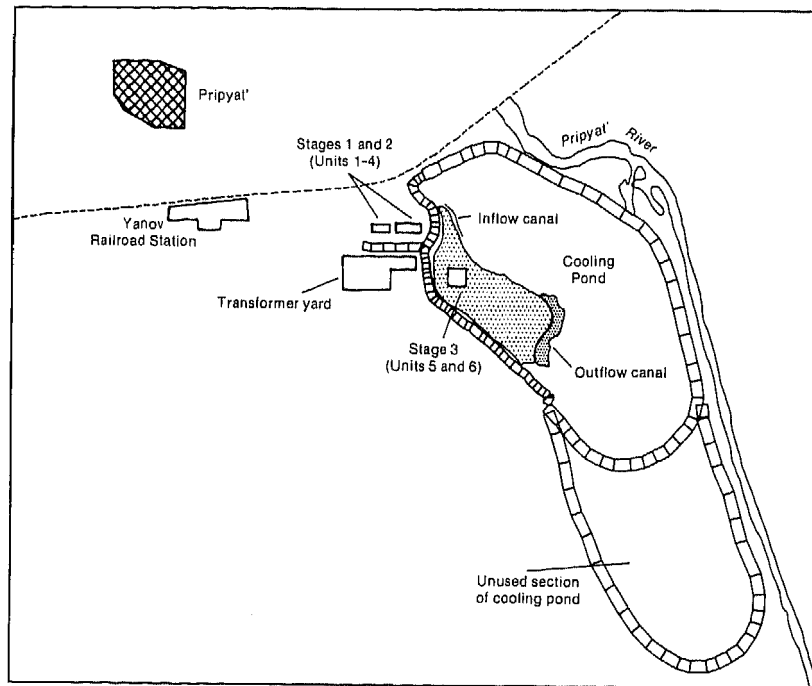 Pripyat'
Stages 1 and 2
(Units 1-4)
Pripyat' River
Yanov
Railroad Station
Inflow canal
Cooling
Pond
Transformer yard
Stage 3
(Units 5 and 6)
Outflow canal
Unused section
of cooling pond